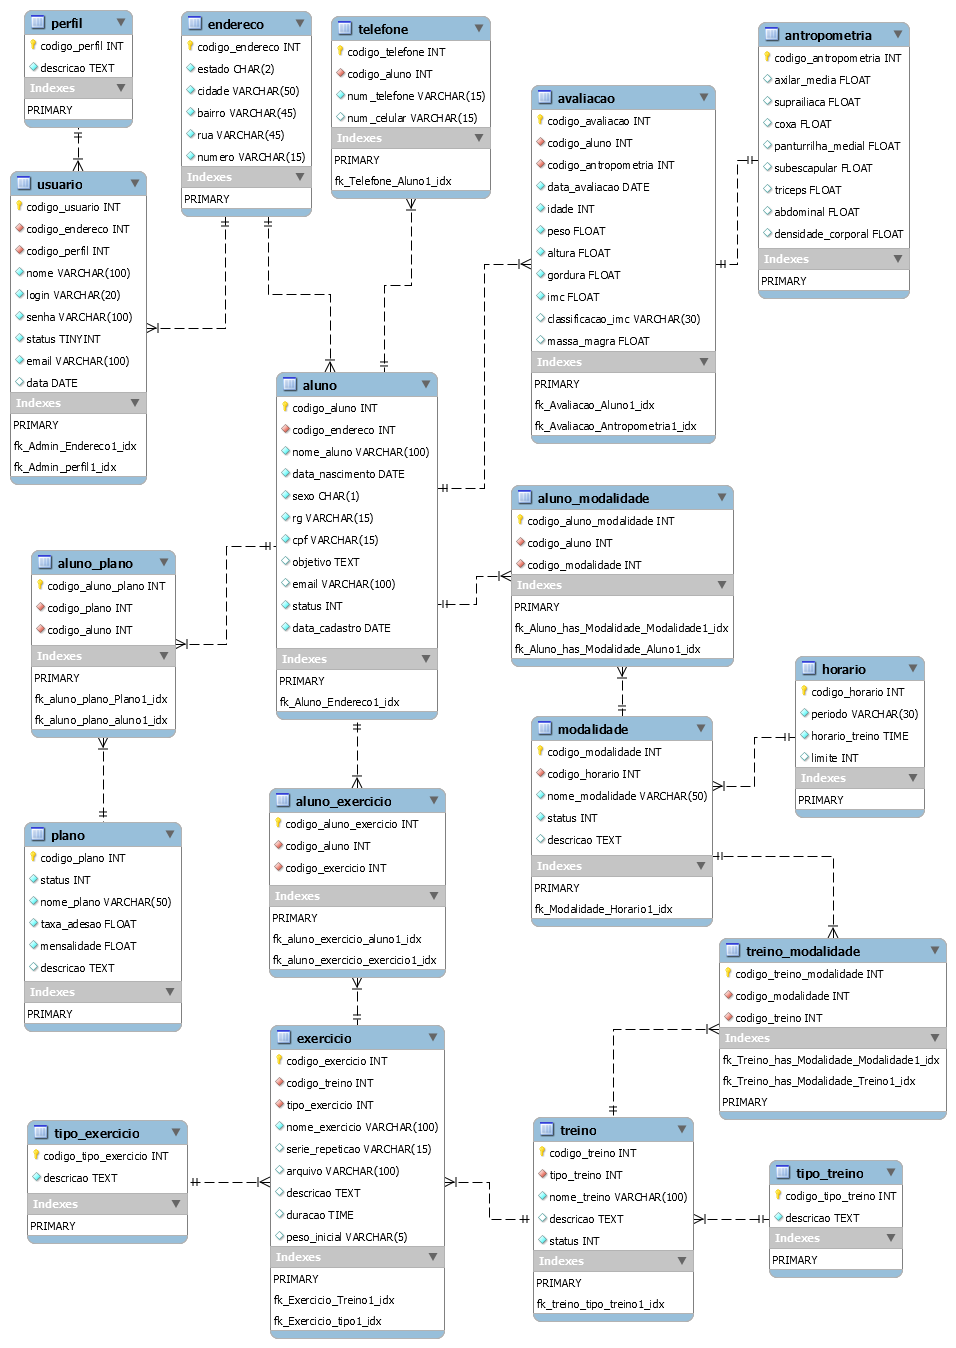 perfil
codigo_perfil INT
descricao TEXT
Indexes
PRIMARY
endereco
codigo_endereco INT
estado CHAR(2)
cidade VARCHAR(50)
bairro VARCHAR(45)
rua VARCHAR(45)
numero VARCHAR(15)
Indexes
PRIMARY
telefone
codigo_telefone INT
codigo_aluno INT
num_telefone VARCHAR(15)
num_celular VARCHAR(15)
Indexes
PRIMARY
fk_Telefone_Aluno1_idx
avaliacao
codigo_avaliacao INT
codigo_aluno INT
codigo_antropometria INT
data_avaliacao DATE
idade INT
peso FLOAT
altura FLOAT
gordura FLOAT
imc FLOAT
classificacao_imc VARCHAR(30)
massa_magra FLOAT
Indexes
PRIMARY
fk_Avaliacao_Aluno1_idx
fk_Avaliacao_Antropometria1_idx
antropometria
codigo_antropometria INT
axilar_media FLOAT
suprailiaca FLOAT
coxa FLOAT
panturrilha_medial FLOAT
subescapular FLOAT
triceps FLOAT
abdominal FLOAT
densidade_corporal FLOAT
Indexes
PRIMARY
usuario
codigo_usuario INT
codigo_endereco INT
codigo_perfil INT
nome VARCHAR(100)
login VARCHAR(20)
senha VARCHAR(100)
status TINYINT
email VARCHAR(100)
data DATE
Indexes
PRIMARY
fk_Admin_Endereco1_idx
fk_Admin_perfil1_idx
aluno
codigo_aluno INT
codigo_endereco INT
nome_aluno VARCHAR(100)
data_nascimento DATE
sexo CHAR(1)
rg VARCHAR(15)
cpf VARCHAR(15)
objetivo TEXT
email VARCHAR(100)
status INT
data_cadastro DATE
Indexes
PRIMARY
fk_Aluno_Endereco1_idx
aluno_modalidade
codigo_aluno_modalidade INT
codigo_aluno INT
codigo_modalidade INT
Indexes
PRIMARY
fk_Aluno_has_Modalidade_Modalidade1_idx
fk_Aluno_has_Modalidade_Aluno1_idx
aluno_plano
codigo_aluno_plano INT
codigo_plano INT
codigo_aluno INT
Indexes
PRIMARY
fk_aluno_plano_Plano1_idx
fk_aluno_plano_aluno1_idx
horario
codigo_horario INT
periodo VARCHAR(30)
horario_treino TIME
limite INT
Indexes
PRIMARY
modalidade
codigo_modalidade INT
codigo_horario INT
nome_modalidade VARCHAR(50)
status INT
descricao TEXT
Indexes
PRIMARY
fk_Modalidade_Horario1_idx
aluno_exercicio
codigo_aluno_exercicio INT
codigo_aluno INT
codigo_exercicio INT
Indexes
PRIMARY
fk_aluno_exercicio_aluno1_idx
fk_aluno_exercicio_exercicio1_idx
plano
codigo_plano INT
status INT
nome_plano VARCHAR(50)
taxa_adesao FLOAT
mensalidade FLOAT
descricao TEXT
Indexes
PRIMARY
treino_modalidade
codigo_treino_modalidade INT
codigo_modalidade INT
codigo_treino INT
Indexes
fk_Treino_has_Modalidade_Modalidade1_idx
fk_Treino_has_Modalidade_Treino1_idx
PRIMARY
exercicio
codigo_exercicio INT
codigo_treino INT
tipo_exercicio INT
nome_exercicio VARCHAR(100)
serie_repeticao VARCHAR(15)
arquivo VARCHAR(100)
descricao TEXT
duracao TIME
peso_inicial VARCHAR(5)
Indexes
PRIMARY
fk_Exercicio_Treino1_idx
fk_Exercicio_tipo1_idx
tipo_exercicio
codigo_tipo_exercicio INT
descricao TEXT
Indexes
PRIMARY
treino
codigo_treino INT
tipo_treino INT
nome_treino VARCHAR(100)
descricao TEXT
status INT
Indexes
PRIMARY
fk_treino_tipo_treino1_idx
tipo_treino
codigo_tipo_treino INT
descricao TEXT
Indexes
PRIMARY